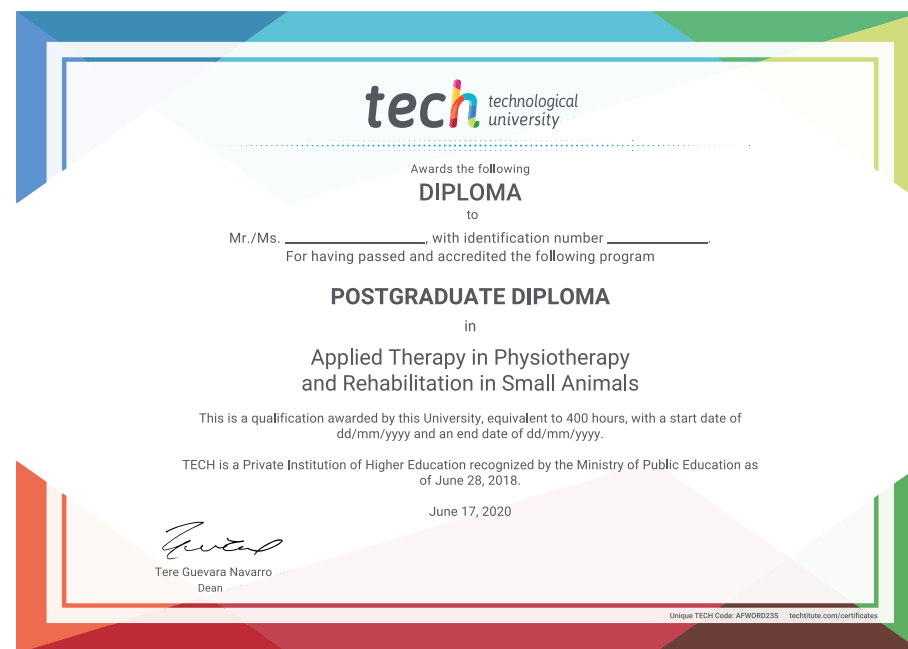 tech technological
university
Awards the following
DIPLOMA
to
Mr./Ms. ____________________, with identification number ______________.
For having passed and accredited the following program
POSTGRADUATE DIPLOMA
in
Applied Therapy in Physiotherapy
and Rehabilitation in Small Animals
This is a qualification awarded by this University, equivalent to 400 hours, with a start date of
dd/mm/yyyy and an end date of dd/mm/yyyy.
TECH is a Private Institution of Higher Education recognized by the Ministry of Public Education as
of June 28, 2018.
June 17, 2020
Tere Guevara Navarro
Dean
Unique TECH Code: AFWORD23S techtitute.com/certificates